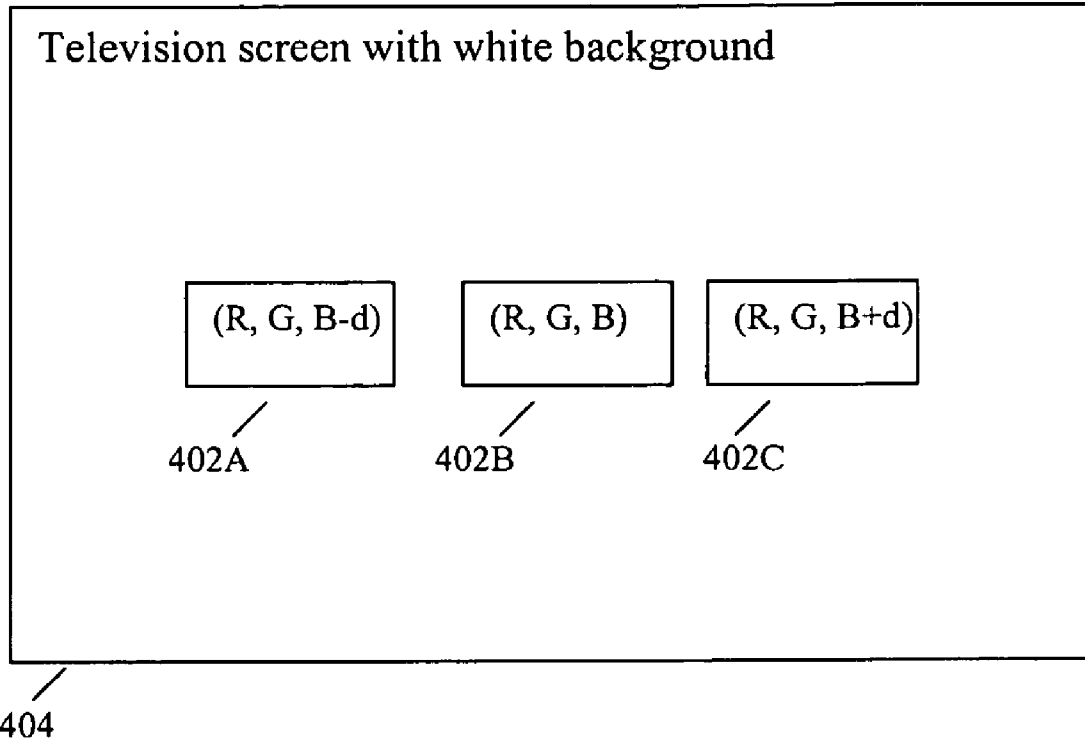 Television screen with white background
(R, G, B-d)
(R, G, B)
(R, G, B+d)
402A
402B
402C
404